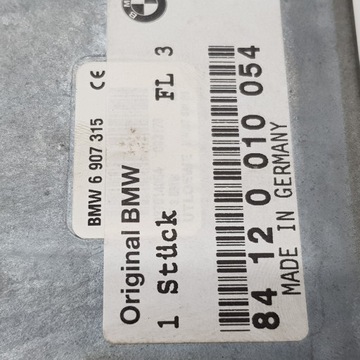 BMW 6 907 315 CE
Original BMW
1 Stück FL 3
84 12 0 010 054
MADE IN GERMANY